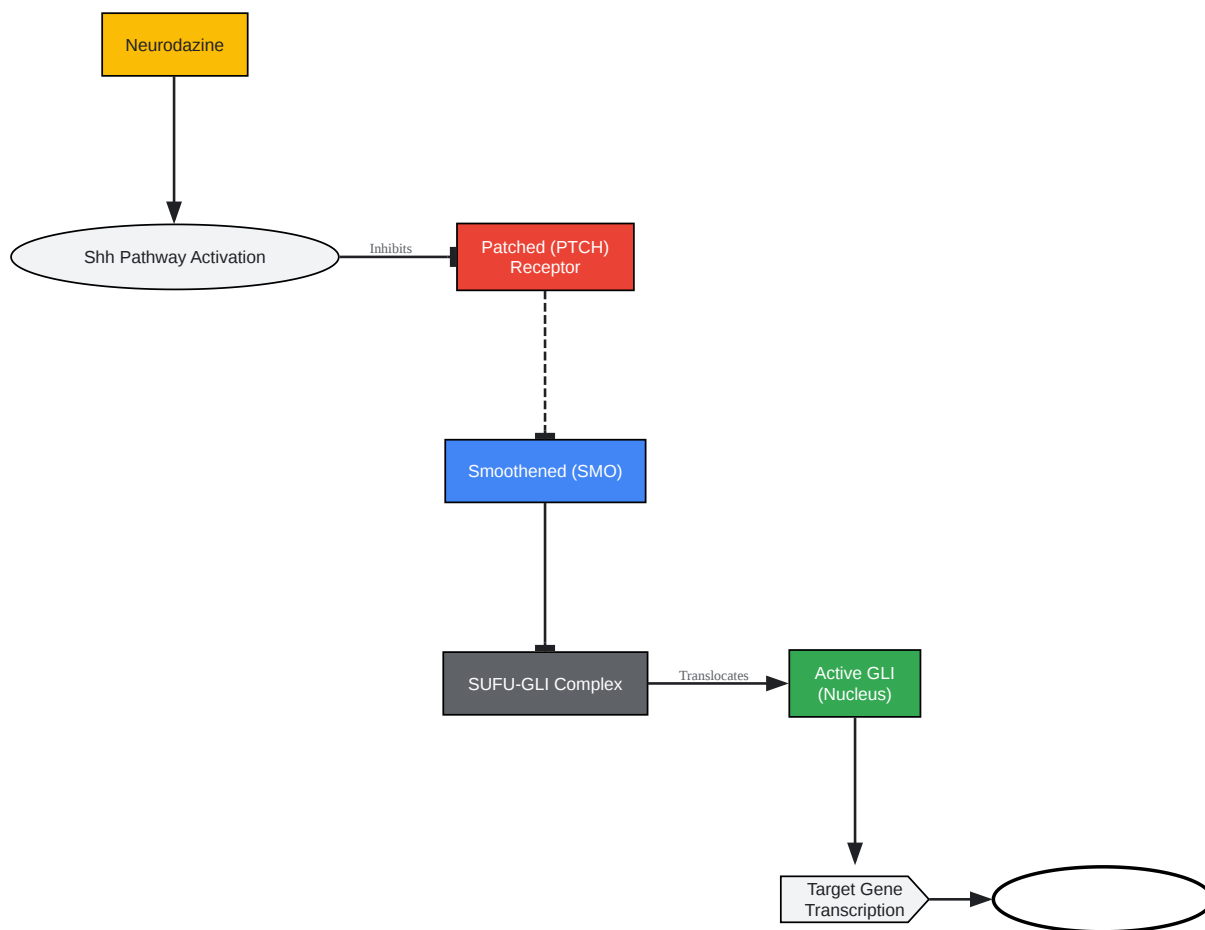 Neurodazine
Shh Pathway Activation
Inhibits
Patched (PTCH)
Receptor
Smoothened (SMO)
SUFU-GLI Complex
Translocates
Active GLI
(Nucleus)
Target Gene
Transcription